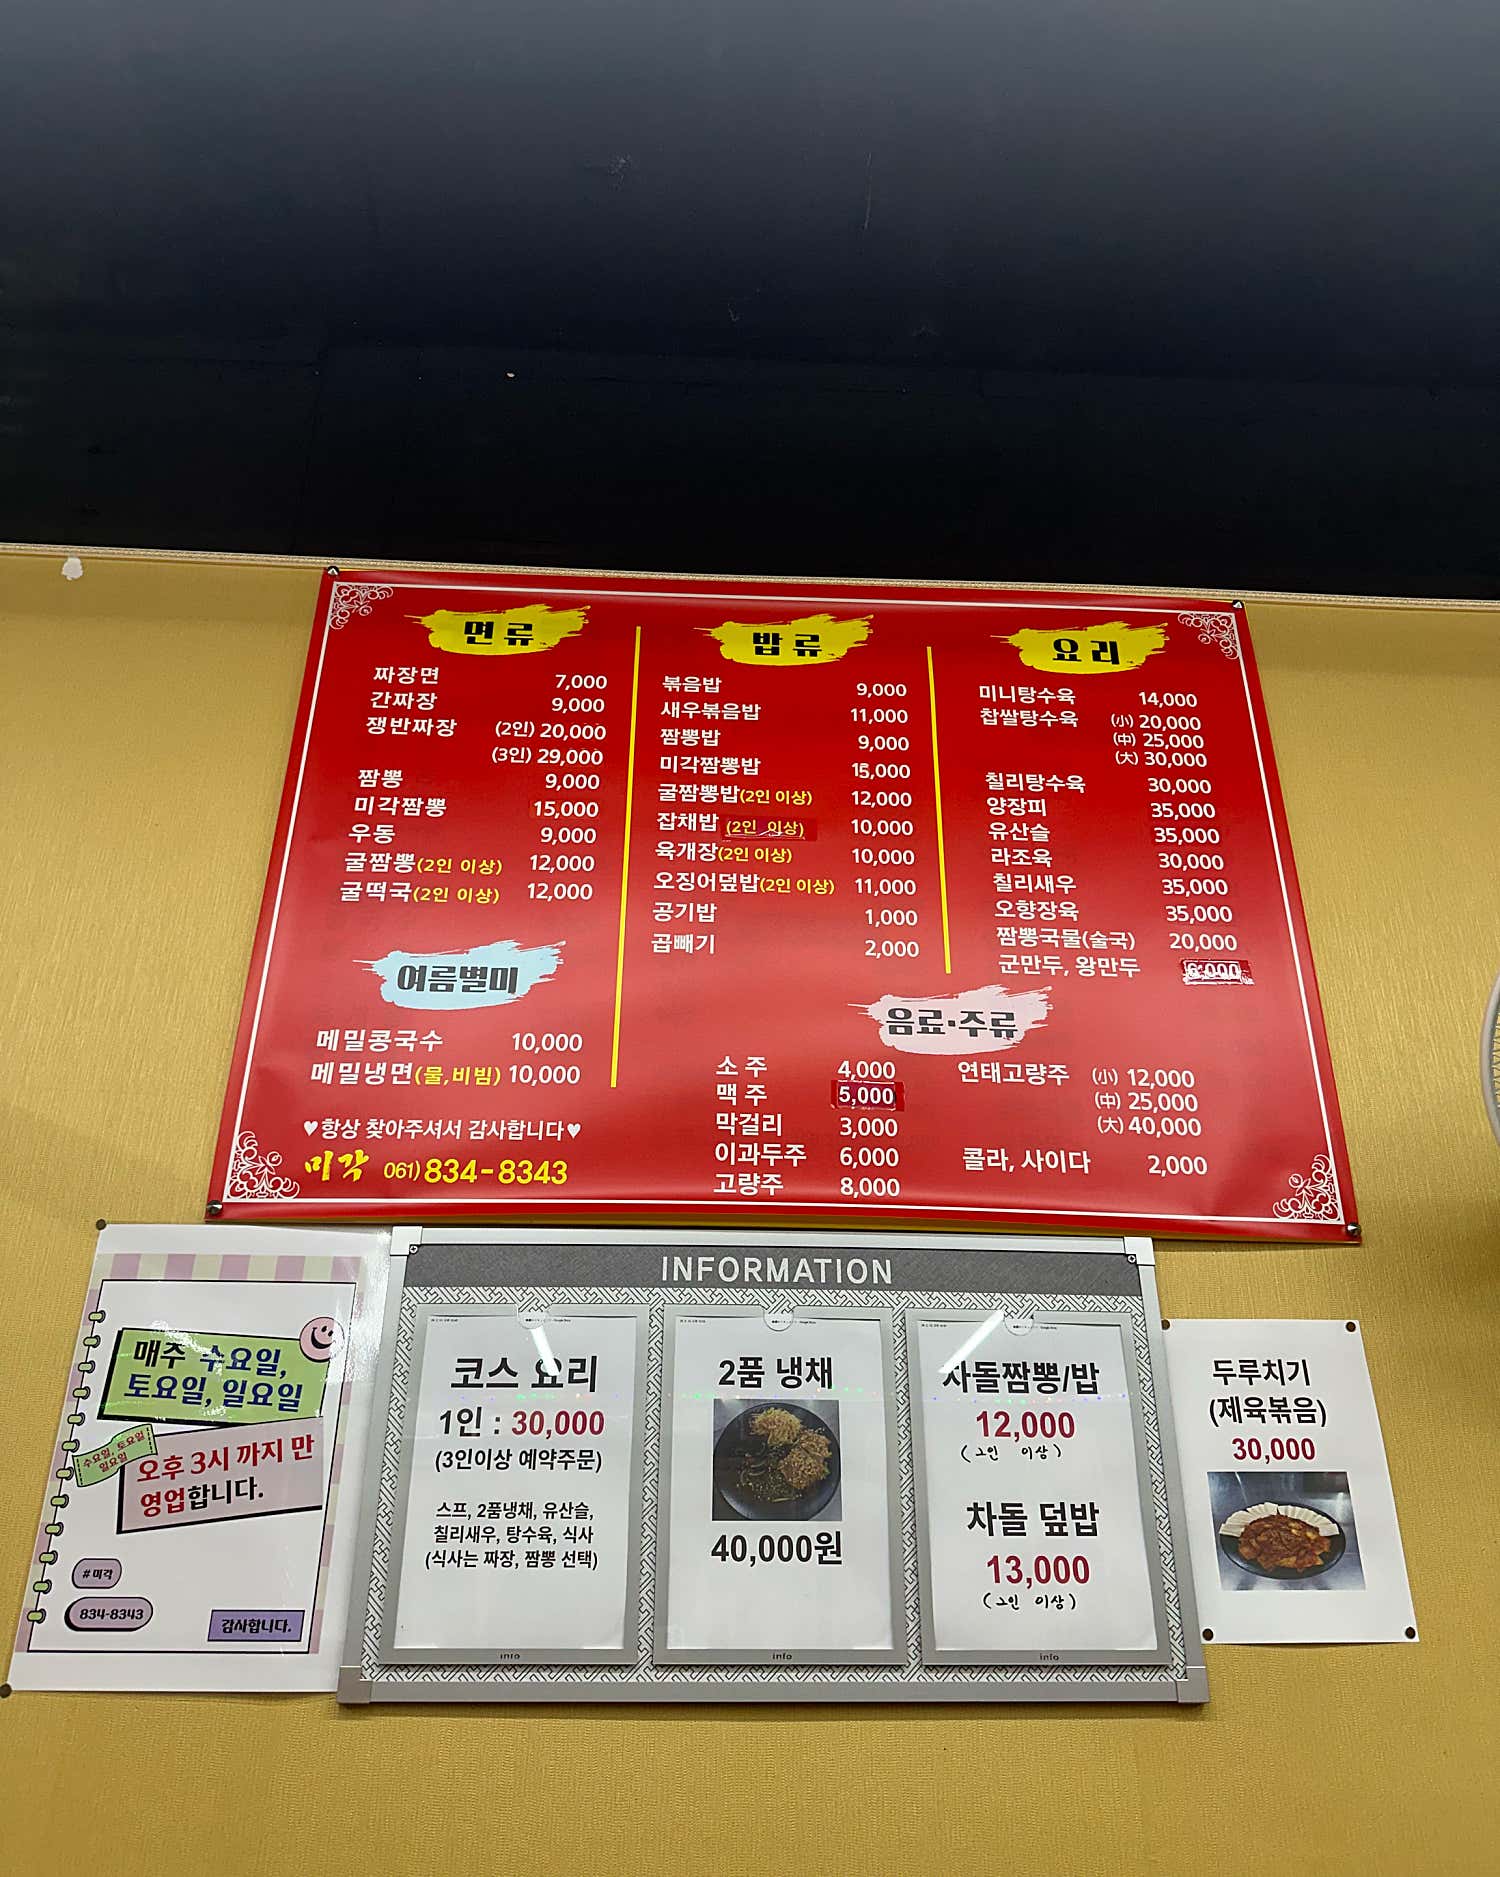 면류
짜장면 7,000
간짜장 9,000
쟁반짜장 (2인) 20,000
(3인) 29,000
짬뽕 9,000
미각짬뽕 15,000
우동 9,000
굴짬뽕(2인 이상) 12,000
굴떡국(2인 이상) 12,000
여름별미
메밀콩국수 10,000
메밀냉면(물,비빔) 10,000
♥항상 찾아주셔서 감사합니다♥
미각 061) 834-8343
밥류
볶음밥 9,000
새우볶음밥 11,000
짬뽕밥 9,000
미각짬뽕밥 15,000
굴짬뽕밥(2인 이상) 12,000
잡채밥 (2인 이상) 10,000
육개장(2인 이상) 10,000
오징어덮밥(2인 이상) 11,000
공기밥 1,000
곱빼기 2,000
요리
미니탕수육 14,000
찹쌀탕수육 (小) 20,000
(中) 25,000
(大) 30,000
칠리탕수육 30,000
양장피 35,000
유산슬 35,000
라조육 30,000
칠리새우 35,000
오향장육 35,000
짬뽕국물(술국) 20,000
군만두, 왕만두 6,000
음료·주류
소 주 4,000
맥 주 5,000
막걸리 3,000
이과두주 6,000
고량주 8,000
연태고량주 (小) 12,000
(中) 25,000
(大) 40,000
콜라, 사이다 2,000
매주 수요일,
토요일, 일요일
수요일, 토요일
일요일
오후 3시 까지 만
영업합니다.
#미각
834-8343
감사합니다.
INFORMATION
코스 요리
1인 : 30,000
(3인이상 예약주문)
스프, 2품냉채, 유산슬,
칠리새우, 탕수육, 식사
(식사는 짜장, 짬뽕 선택)
info
2품 냉채
40,000원
info
차돌짬뽕/밥
12,000
(2인 이상)
차돌 덮밥
13,000
(2인 이상)
info
두루치기
(제육볶음)
30,000